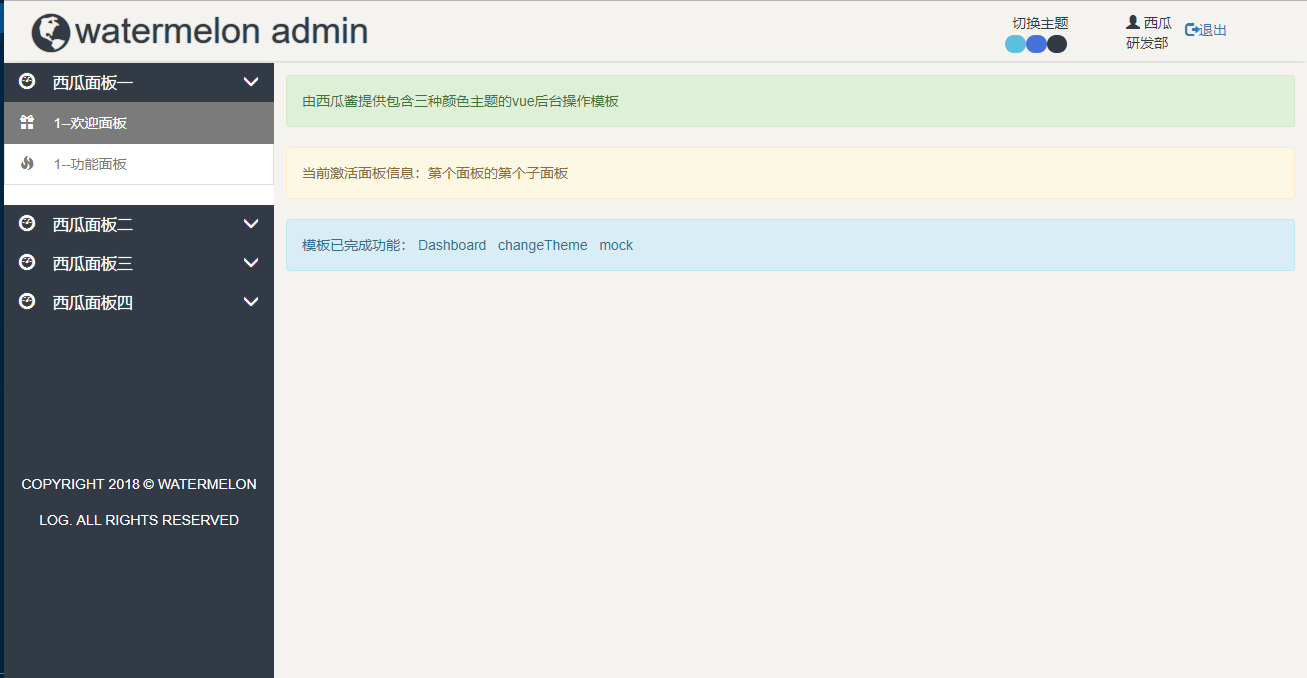 watermelon admin
切换主题
西瓜
研发部
退出
西瓜面板一
1--欢迎面板
1--功能面板
西瓜面板二
西瓜面板三
西瓜面板四
COPYRIGHT 2018 © WATERMELON
LOG. ALL RIGHTS RESERVED
由西瓜酱提供包含三种颜色主题的vue后台操作模板
当前激活面板信息：第个面板的第个子面板
模板已完成功能： Dashboard changeTheme mock